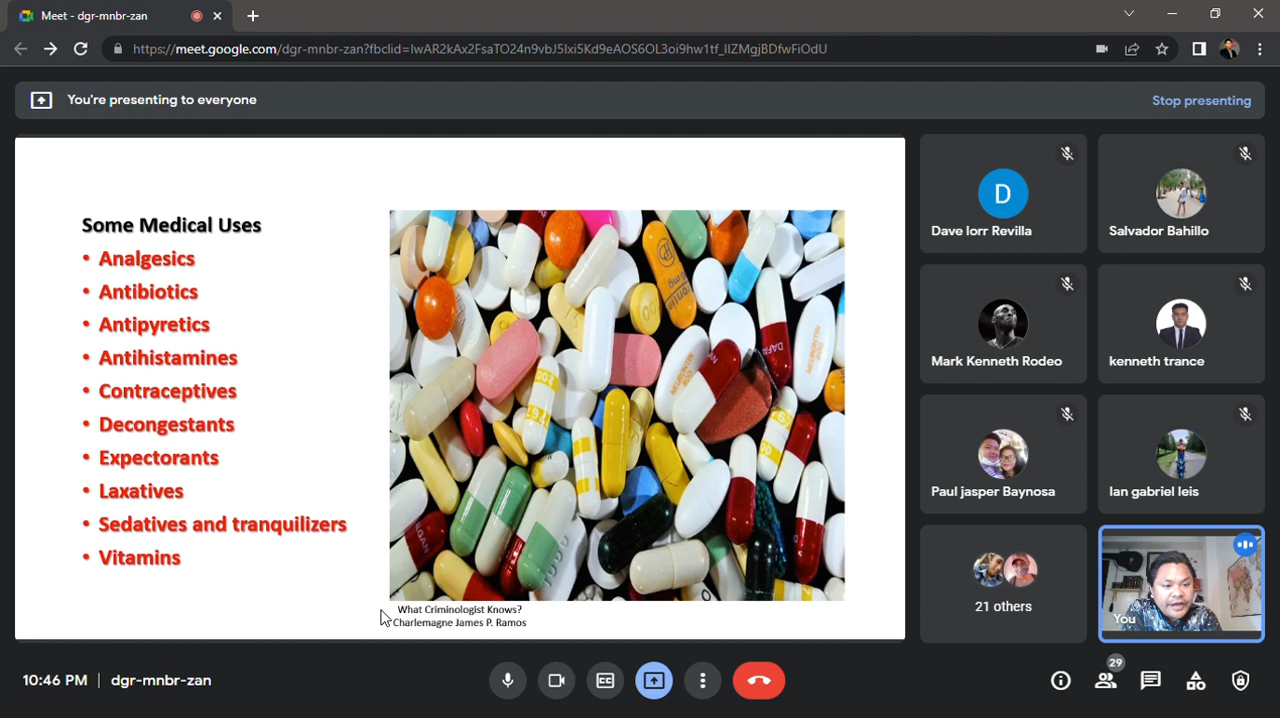 Meet - dgr-mnbr-zan
https://meet.google.com/dgr-mnbr-zan?fbclid=IwAR2kAx2FsaTO24n9vbJ5lxi5Kd9eAOS6OL3oi9hw1tf_IIZMgjBDfwFiOdU
You're presenting to everyone
Stop presenting
Some Medical Uses
• Analgesics
• Antibiotics
• Antipyretics
• Antihistamines
• Contraceptives
• Decongestants
• Expectorants
• Laxatives
• Sedatives and tranquilizers
• Vitamins
What Criminologist Knows?
Charlemagne James P. Ramos
D
Dave lorr Revilla
Salvador Bahillo
Mark Kenneth Rodeo
kenneth trance
Paul jasper Baynosa
Ian gabriel leis
21 others
You
10:46 PM | dgr-mnbr-zan
29